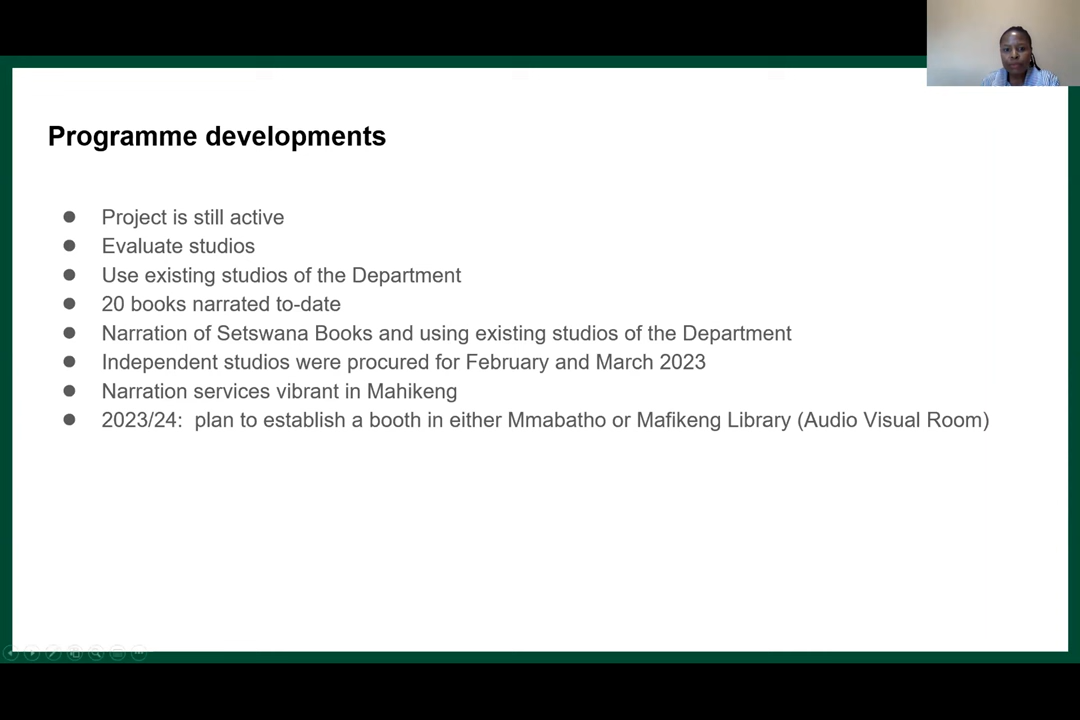 Programme developments
● Project is still active
● Evaluate studios
● Use existing studios of the Department
● 20 books narrated to-date
● Narration of Setswana Books and using existing studios of the Department
● Independent studios were procured for February and March 2023
● Narration services vibrant in Mahikeng
● 2023/24:  plan to establish a booth in either Mmabatho or Mafikeng Library (Audio Visual Room)